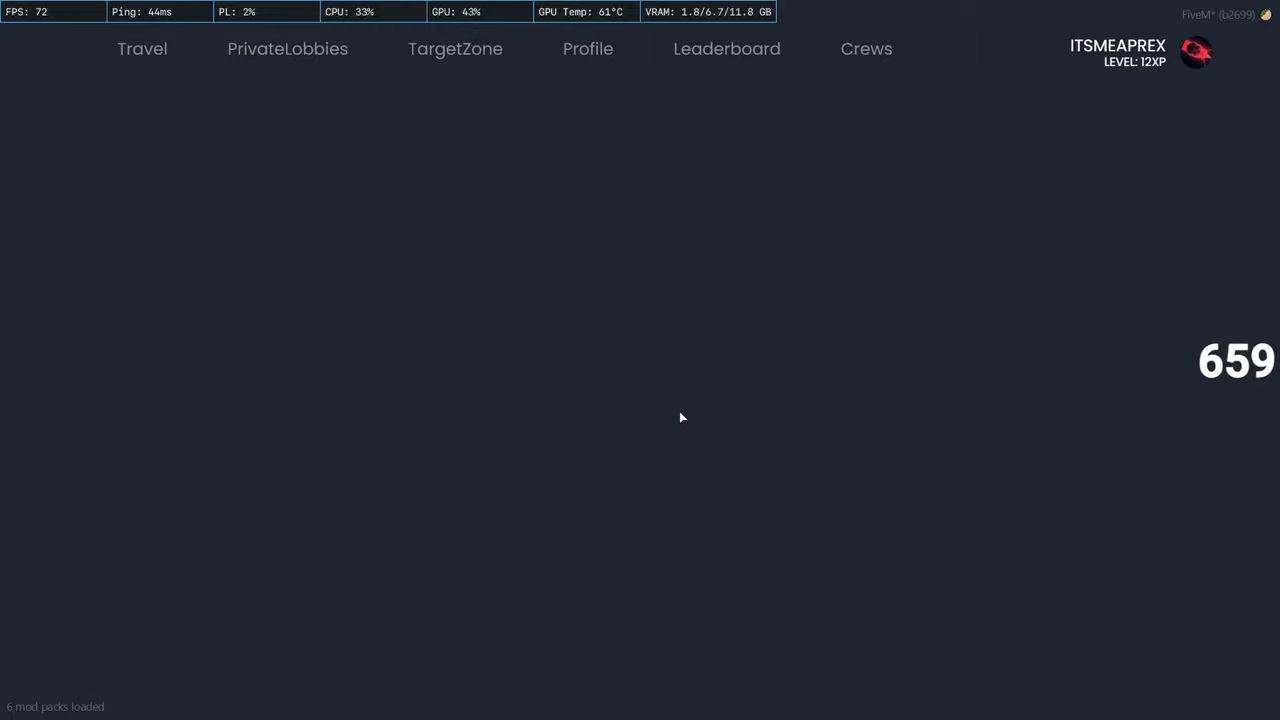 FPS: 72 Ping: 44ms PL: 2% CPU: 33% GPU: 43% GPU Temp: 61°C VRAM: 1.8/6.7/11.8 GB
FiveM* (b2699)
Travel PrivateLobbies TargetZone Profile Leaderboard Crews
ITSMEAPREX
LEVEL: 12XP
659
6 mod packs loaded